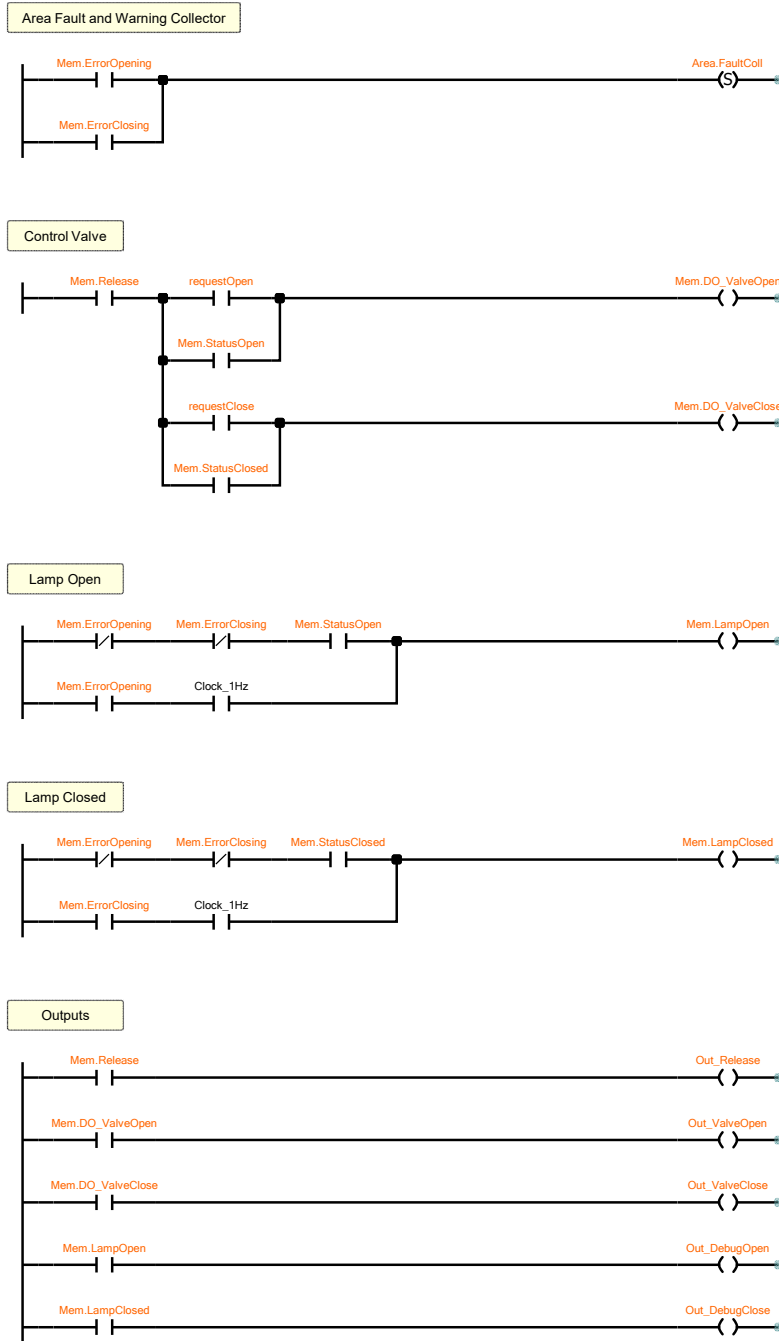 Area Fault and Warning Collector
Mem.ErrorOpening Area.FaultColl
S
Mem.ErrorClosing
Control Valve
Mem.Release requestOpen Mem.DO_ValveOpen
Mem.StatusOpen
requestClose Mem.DO_ValveClose
Mem.StatusClosed
Lamp Open
Mem.ErrorOpening Mem.ErrorClosing Mem.StatusOpen Mem.LampOpen
Mem.ErrorOpening Clock_1Hz
Lamp Closed
Mem.ErrorOpening Mem.ErrorClosing Mem.StatusClosed Mem.LampClosed
Mem.ErrorClosing Clock_1Hz
Outputs
Mem.Release Out_Release
Mem.DO_ValveOpen Out_ValveOpen
Mem.DO_ValveClose Out_ValveClose
Mem.LampOpen Out_DebugOpen
Mem.LampClosed Out_DebugClose